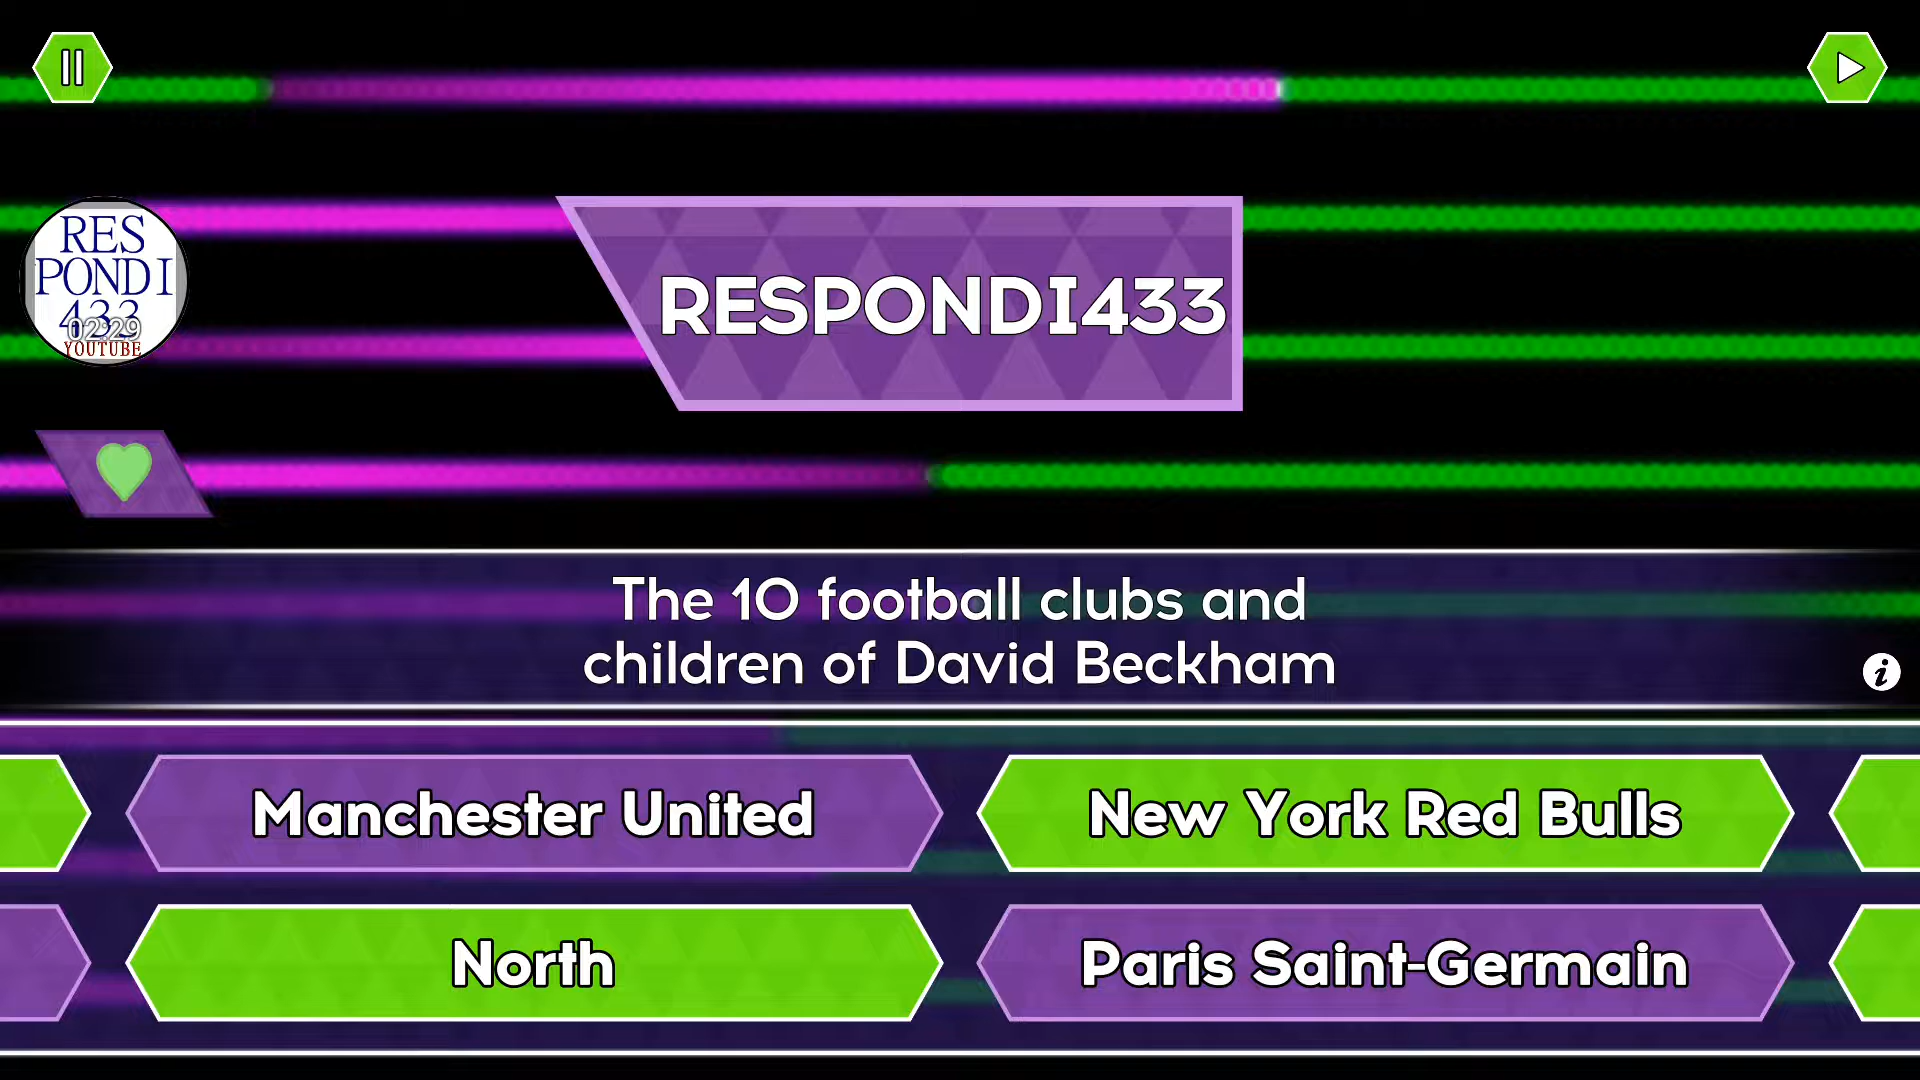 RES
PONDI
433
02:29
YOUTUBE
RESPONDI433
The 10 football clubs and
children of David Beckham
i
Manchester United
New York Red Bulls
North
Paris Saint-Germain